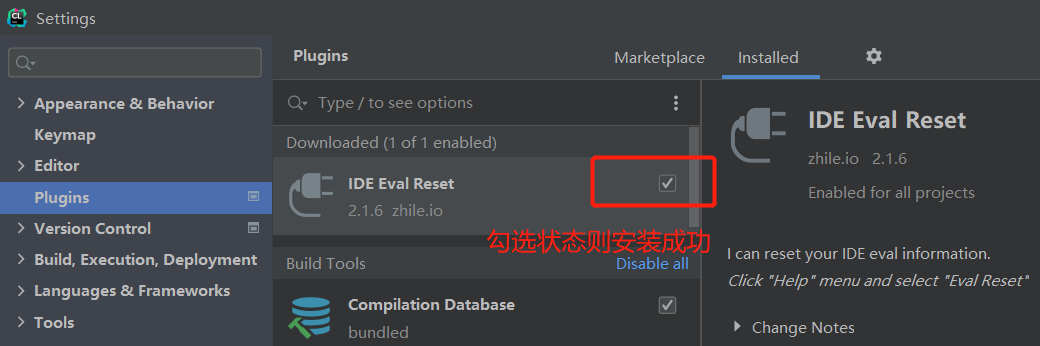 CL
Settings
Plugins
Marketplace
Installed
Type / to see options
Appearance & Behavior
Keymap
Editor
Plugins
Version Control
Build, Execution, Deployment
Languages & Frameworks
Tools
Downloaded (1 of 1 enabled)
IDE Eval Reset
2.1.6 zhile.io
勾选状态则安装成功
Build Tools
Disable all
Compilation Database
bundled
IDE Eval Reset
zhile.io 2.1.6
Enabled for all projects
I can reset your IDE eval information.
Click "Help" menu and select "Eval Reset"
Change Notes